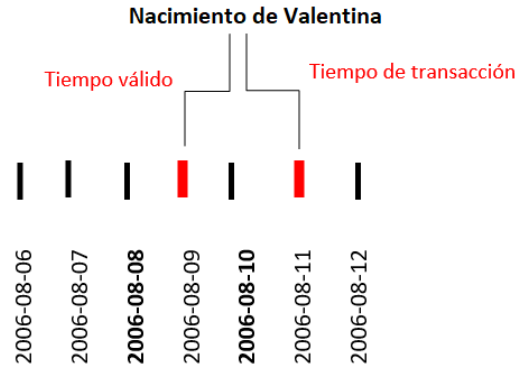 Nacimiento de Valentina
Tiempo válido
Tiempo de transacción
2006-08-06
2006-08-07
2006-08-08
2006-08-09
2006-08-10
2006-08-11
2006-08-12